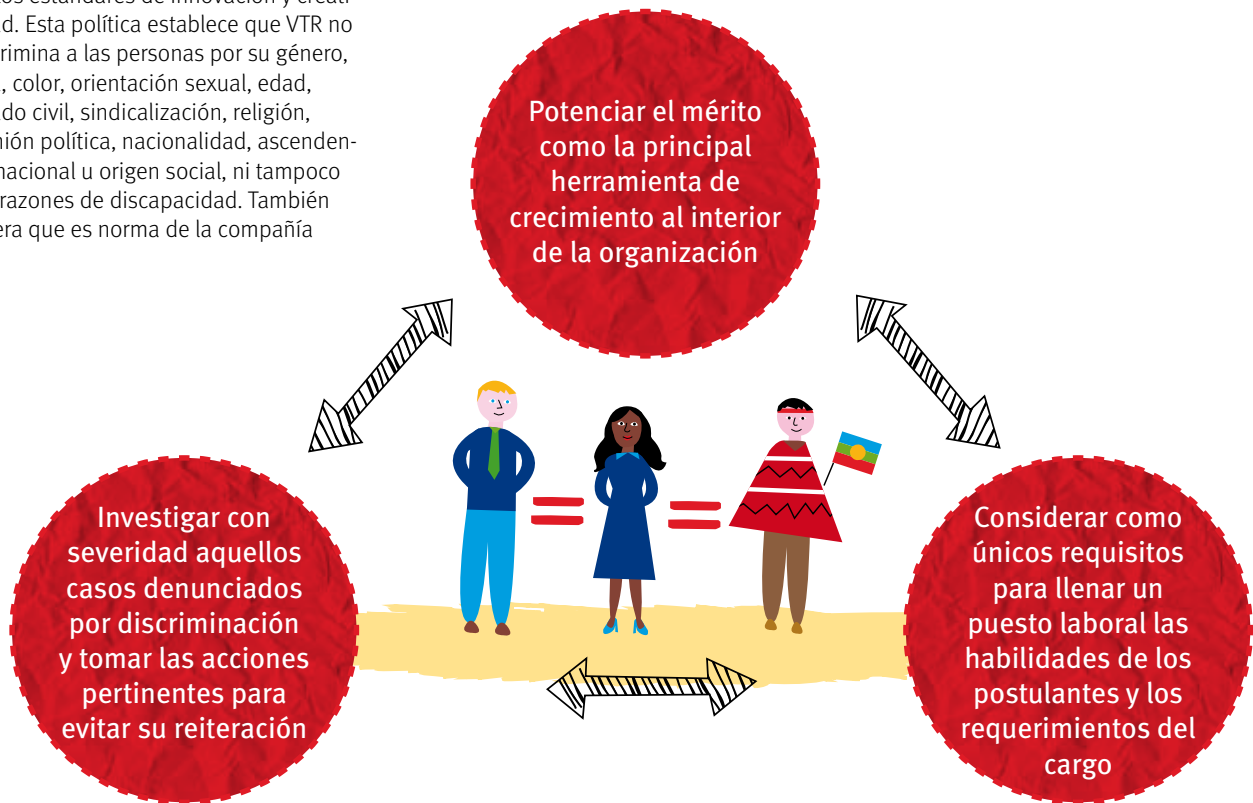 os estándares de innovación y creati-
d. Esta política establece que VTR no
rimina a las personas por su género,
, color, orientación sexual, edad,
do civil, sindicalización, religión,
nión política, nacionalidad, ascenden-
nacional u origen social, ni tampoco
razones de discapacidad. También
era que es norma de la compañía
Potenciar el mérito
como la principal
herramienta de
crecimiento al interior
de la organización
Investigar con
severidad aquellos
casos denunciados
por discriminación
y tomar las acciones
pertinentes para
evitar su reiteración
Considerar como
únicos requisitos
para llenar un
puesto laboral las
habilidades de los
postulantes y los
requerimientos del
cargo